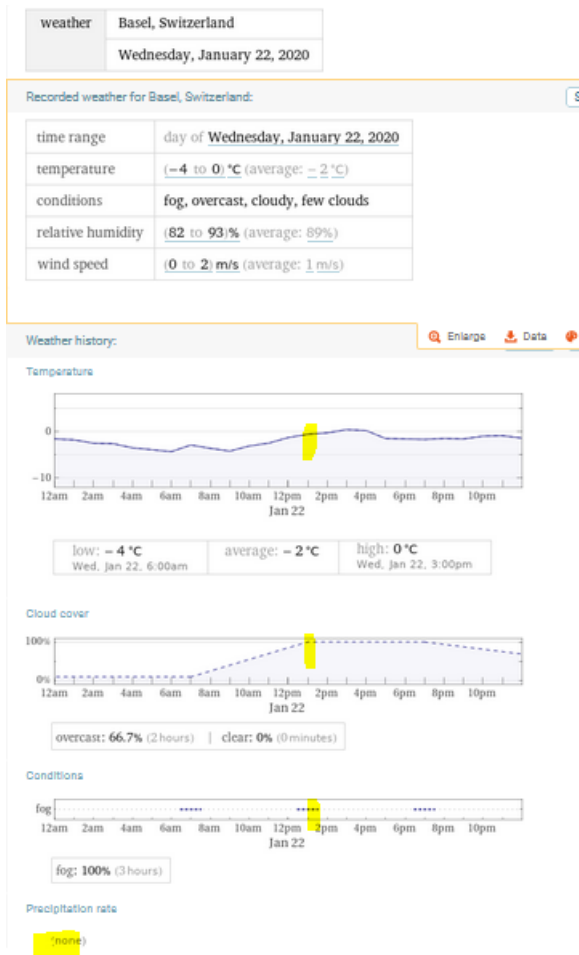 weather Basel, Switzerland
Wednesday, January 22, 2020
Recorded weather for Basel, Switzerland:
time range day of Wednesday, January 22, 2020
temperature (−4 to 0) °C (average: −2 °C)
conditions fog, overcast, cloudy, few clouds
relative humidity (82 to 93)% (average: 89%)
wind speed (0 to 2) m/s (average: 1 m/s)
Weather history: Enlarge Data
Temperature
0
−10
12am 2am 4am 6am 8am 10am 12pm 2pm 4pm 6pm 8pm 10pm
Jan 22
low: −4 °C average: −2 °C high: 0 °C
Wed, Jan 22, 6:00am Wed, Jan 22, 3:00pm
Cloud cover
100%
0%
12am 2am 4am 6am 8am 10am 12pm 2pm 4pm 6pm 8pm 10pm
Jan 22
overcast: 66.7% (2 hours) | clear: 0% (0 minutes)
Conditions
fog
12am 2am 4am 6am 8am 10am 12pm 2pm 4pm 6pm 8pm 10pm
Jan 22
fog: 100% (3 hours)
Precipitation rate
(none)